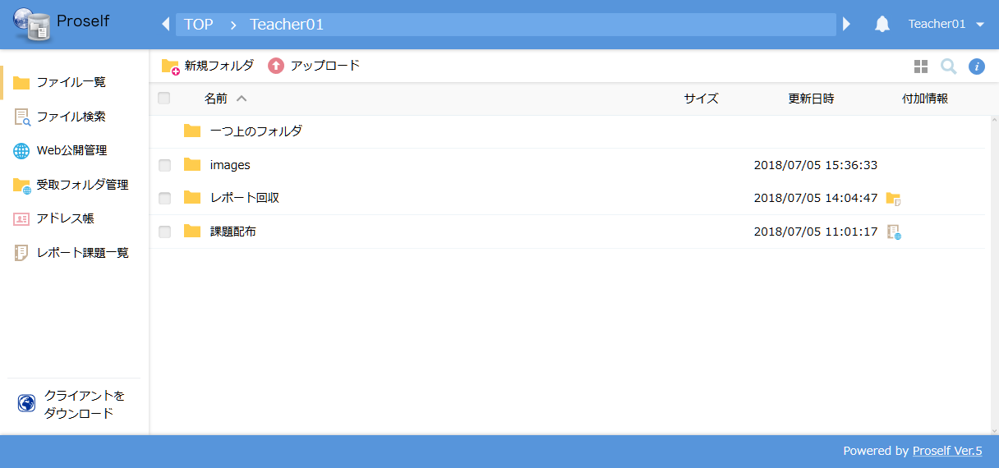 Proself
TOP > Teacher01
Teacher01
新規フォルダ アップロード
ファイル一覧
ファイル検索
Web公開管理
受取フォルダ管理
アドレス帳
レポート課題一覧
クライアントを
ダウンロード
名前 サイズ 更新日時 付加情報
一つ上のフォルダ
images 2018/07/05 15:36:33
レポート回収 2018/07/05 14:04:47
課題配布 2018/07/05 11:01:17
Powered by Proself Ver.5